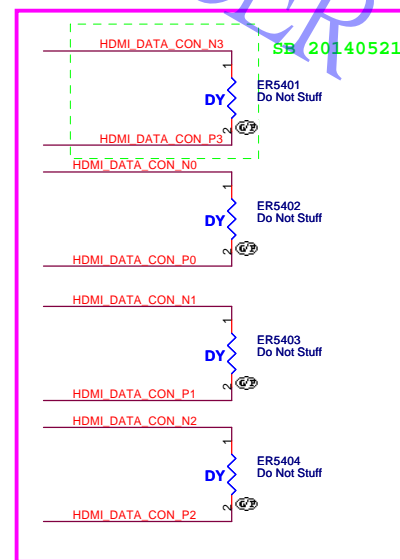 HDMI_DATA_CON_N3
SB 20140521
1
ER5401
Do Not Stuff
DY
2
G/P
HDMI_DATA_CON_P3
HDMI_DATA_CON_N0
1
ER5402
Do Not Stuff
DY
2
G/P
HDMI_DATA_CON_P0
HDMI_DATA_CON_N1
1
ER5403
Do Not Stuff
DY
2
G/P
HDMI_DATA_CON_P1
HDMI_DATA_CON_N2
1
ER5404
Do Not Stuff
DY
2
G/P
HDMI_DATA_CON_P2